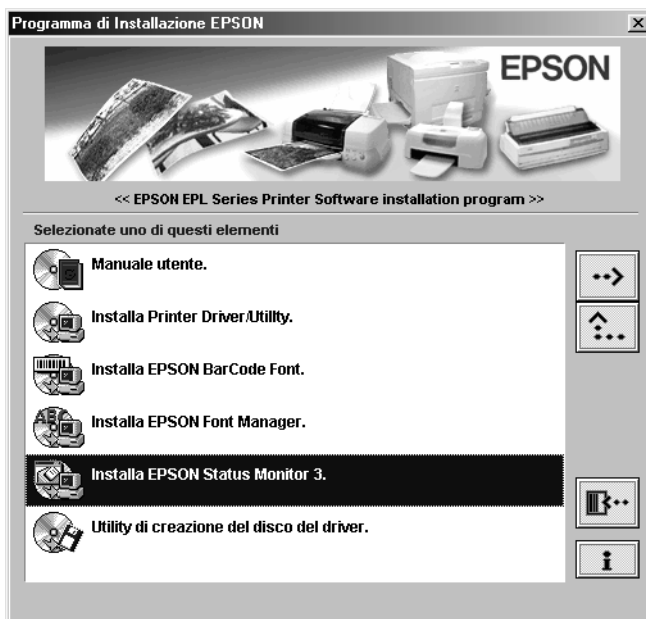 Programma di Installazione EPSON
EPSON
<< EPSON EPL Series Printer Software installation program >>
Selezionate uno di questi elementi
Manuale utente.
Installa Printer Driver/Utility.
Installa EPSON BarCode Font.
ABC
Installa EPSON Font Manager.
Installa EPSON Status Monitor 3.
Utility di creazione del disco del driver.
i